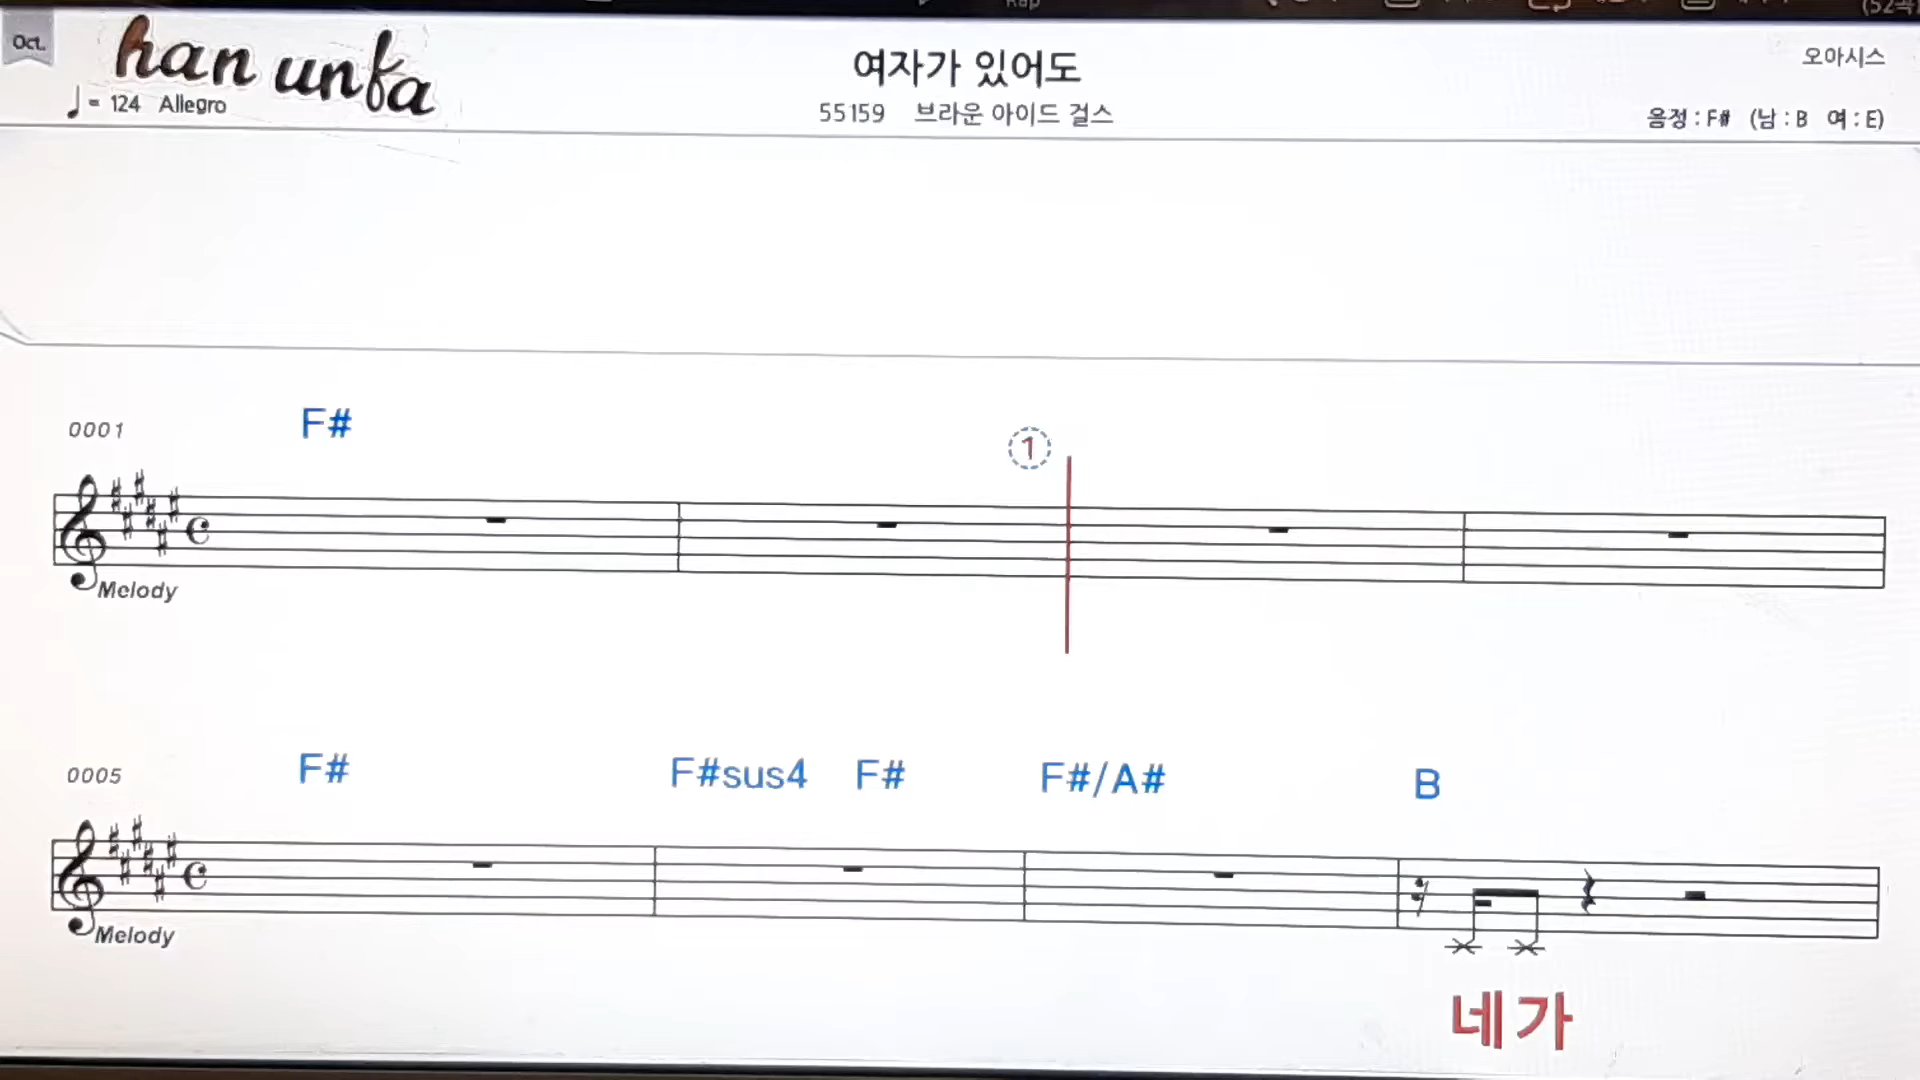 Rap
Oct.
han unfa
여자가 있어도
오아시스
♩= 124 Allegro
55159 브라운 아이드 걸스
음정 : F# (남 : B 여 : E)
0001
F#
1
Melody
0005
F# F#sus4 F# F#/A# B
Melody
네 가